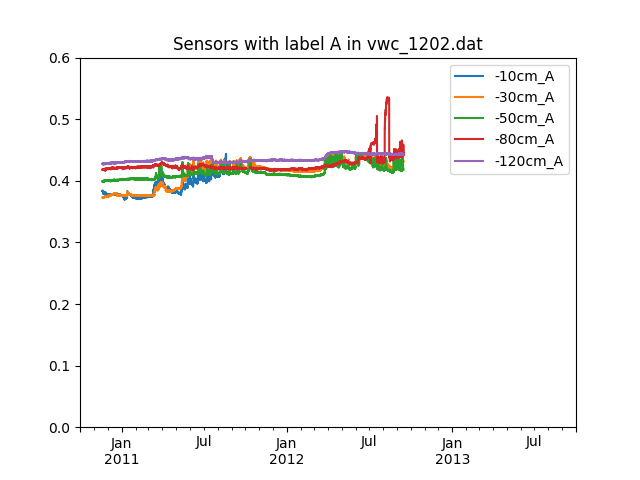 Sensors with label A in vwc_1202.dat
0.6
0.5
0.4
0.3
0.2
0.1
0.0
-10cm_A
-30cm_A
-50cm_A
-80cm_A
-120cm_A
Jan Jul Jan Jul Jan Jul
2011 2012 2013